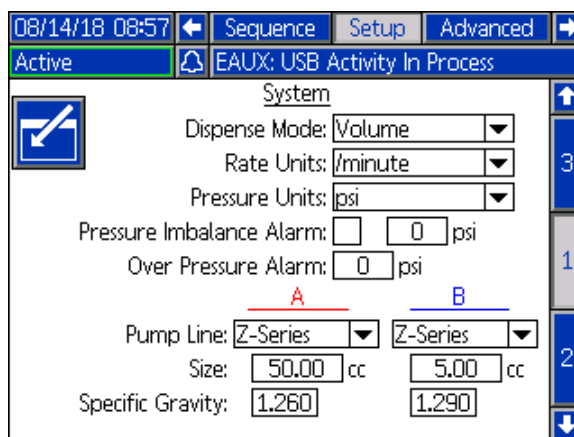 08/14/18 08:57 Sequence Setup Advanced
Active EAUX: USB Activity In Process
System
Dispense Mode: Volume
Rate Units: /minute
3
Pressure Units: psi
Pressure Imbalance Alarm: 0 psi
Over Pressure Alarm: 0 psi
1
A B
Pump Line: Z-Series Z-Series
Size: 50.00 cc 5.00 cc
2
Specific Gravity: 1.260 1.290